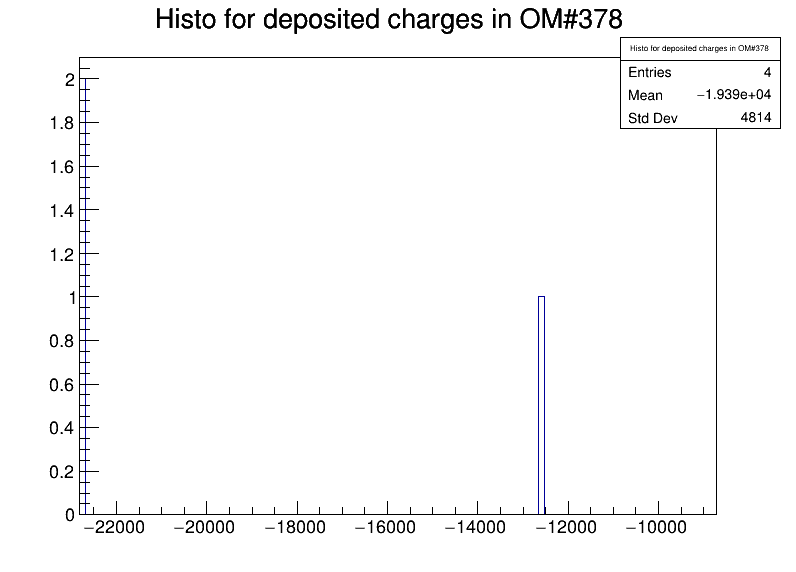 Histo for deposited charges in OM#378
Histo for deposited charges in OM#378
Entries 4
Mean −1.939e+04
Std Dev 4814
2
1.8
1.6
1.4
1.2
1
0.8
0.6
0.4
0.2
0
−22000 −20000 −18000 −16000 −14000 −12000 −10000